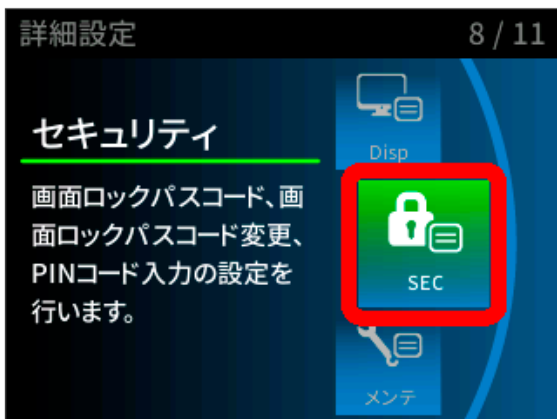 詳細設定
8 / 11
セキュリティ
画面ロックパスコード、画
面ロックパスコード変更、
PINコード入力の設定を
行います。
Disp
SEC
メンテ